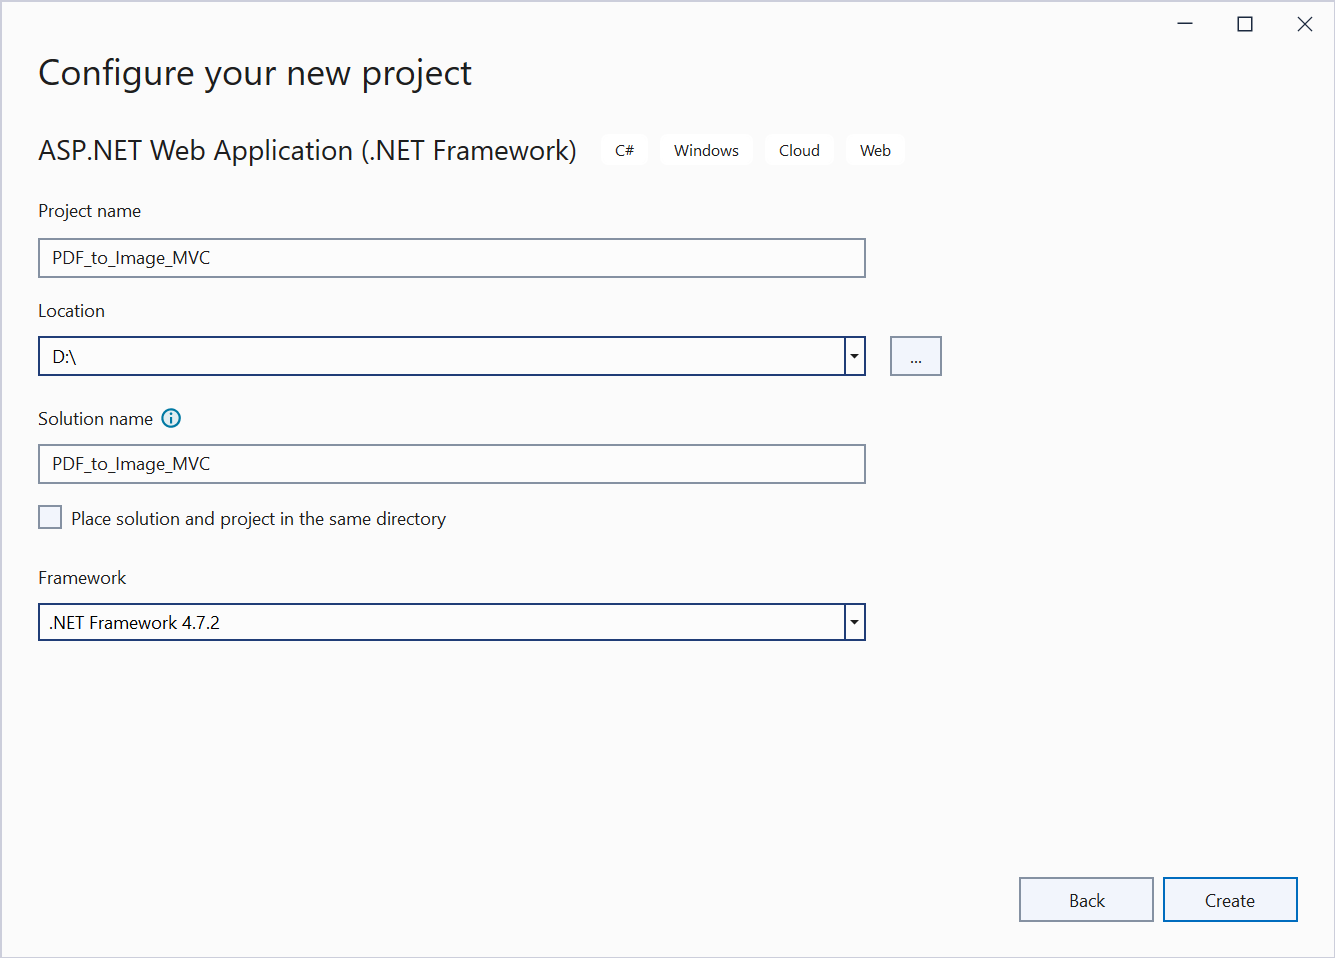 Configure your new project
ASP.NET Web Application (.NET Framework) C# Windows Cloud Web
Project name
PDF_to_Image_MVC
Location
D:\
...
Solution name
PDF_to_Image_MVC
Place solution and project in the same directory
Framework
.NET Framework 4.7.2
Back Create